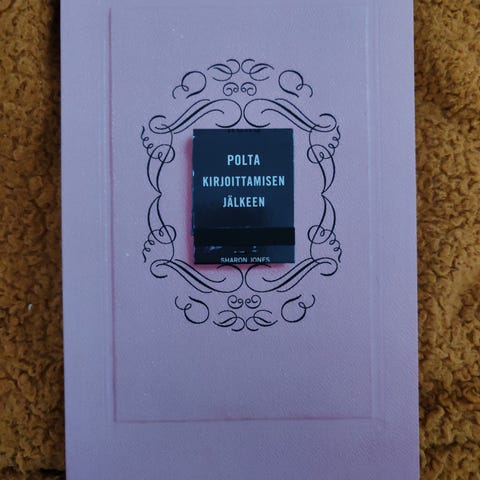 POLTA
KIRJOITTAMISEN
JÄLKEEN
SHARON JONES